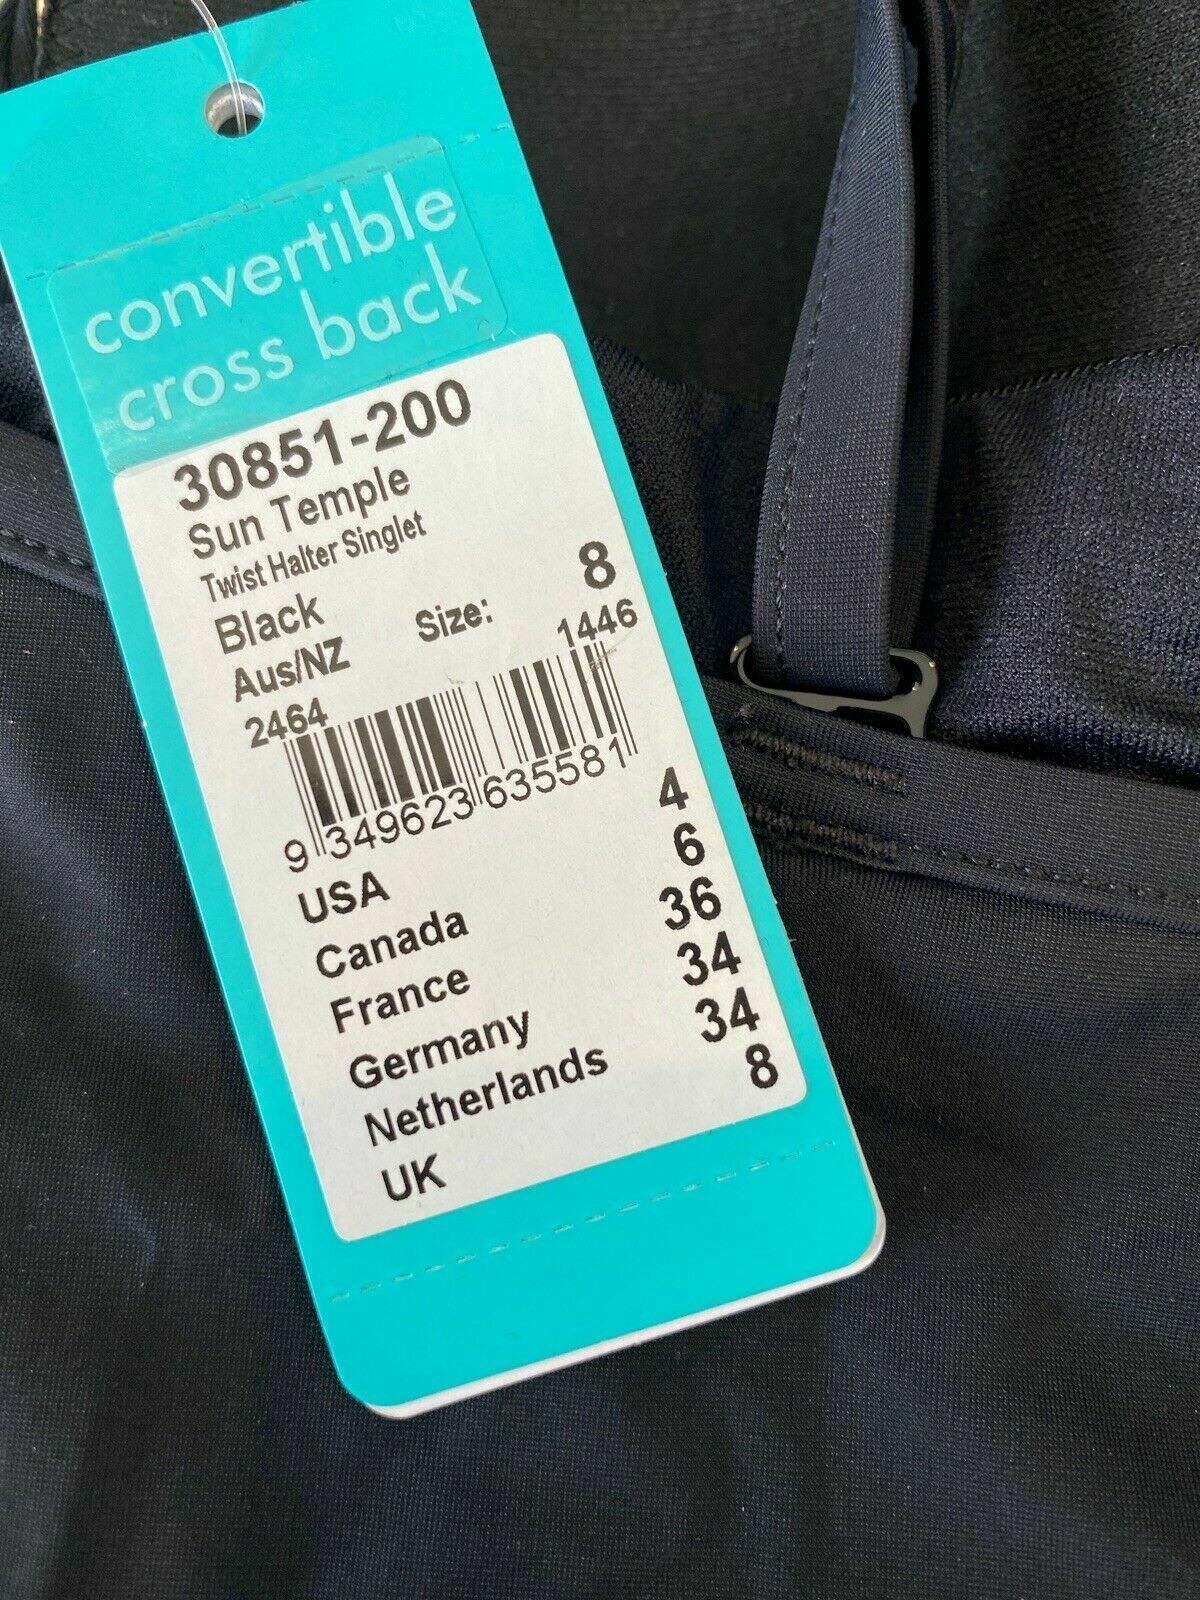 convertible
cross back
30851-200
Sun Temple
Twist Halter Singlet
Black
Aus/NZ Size: 8
2464 1446
9 349623 635581
USA 4
Canada 6
France 36
Germany 34
Netherlands 34
UK 8